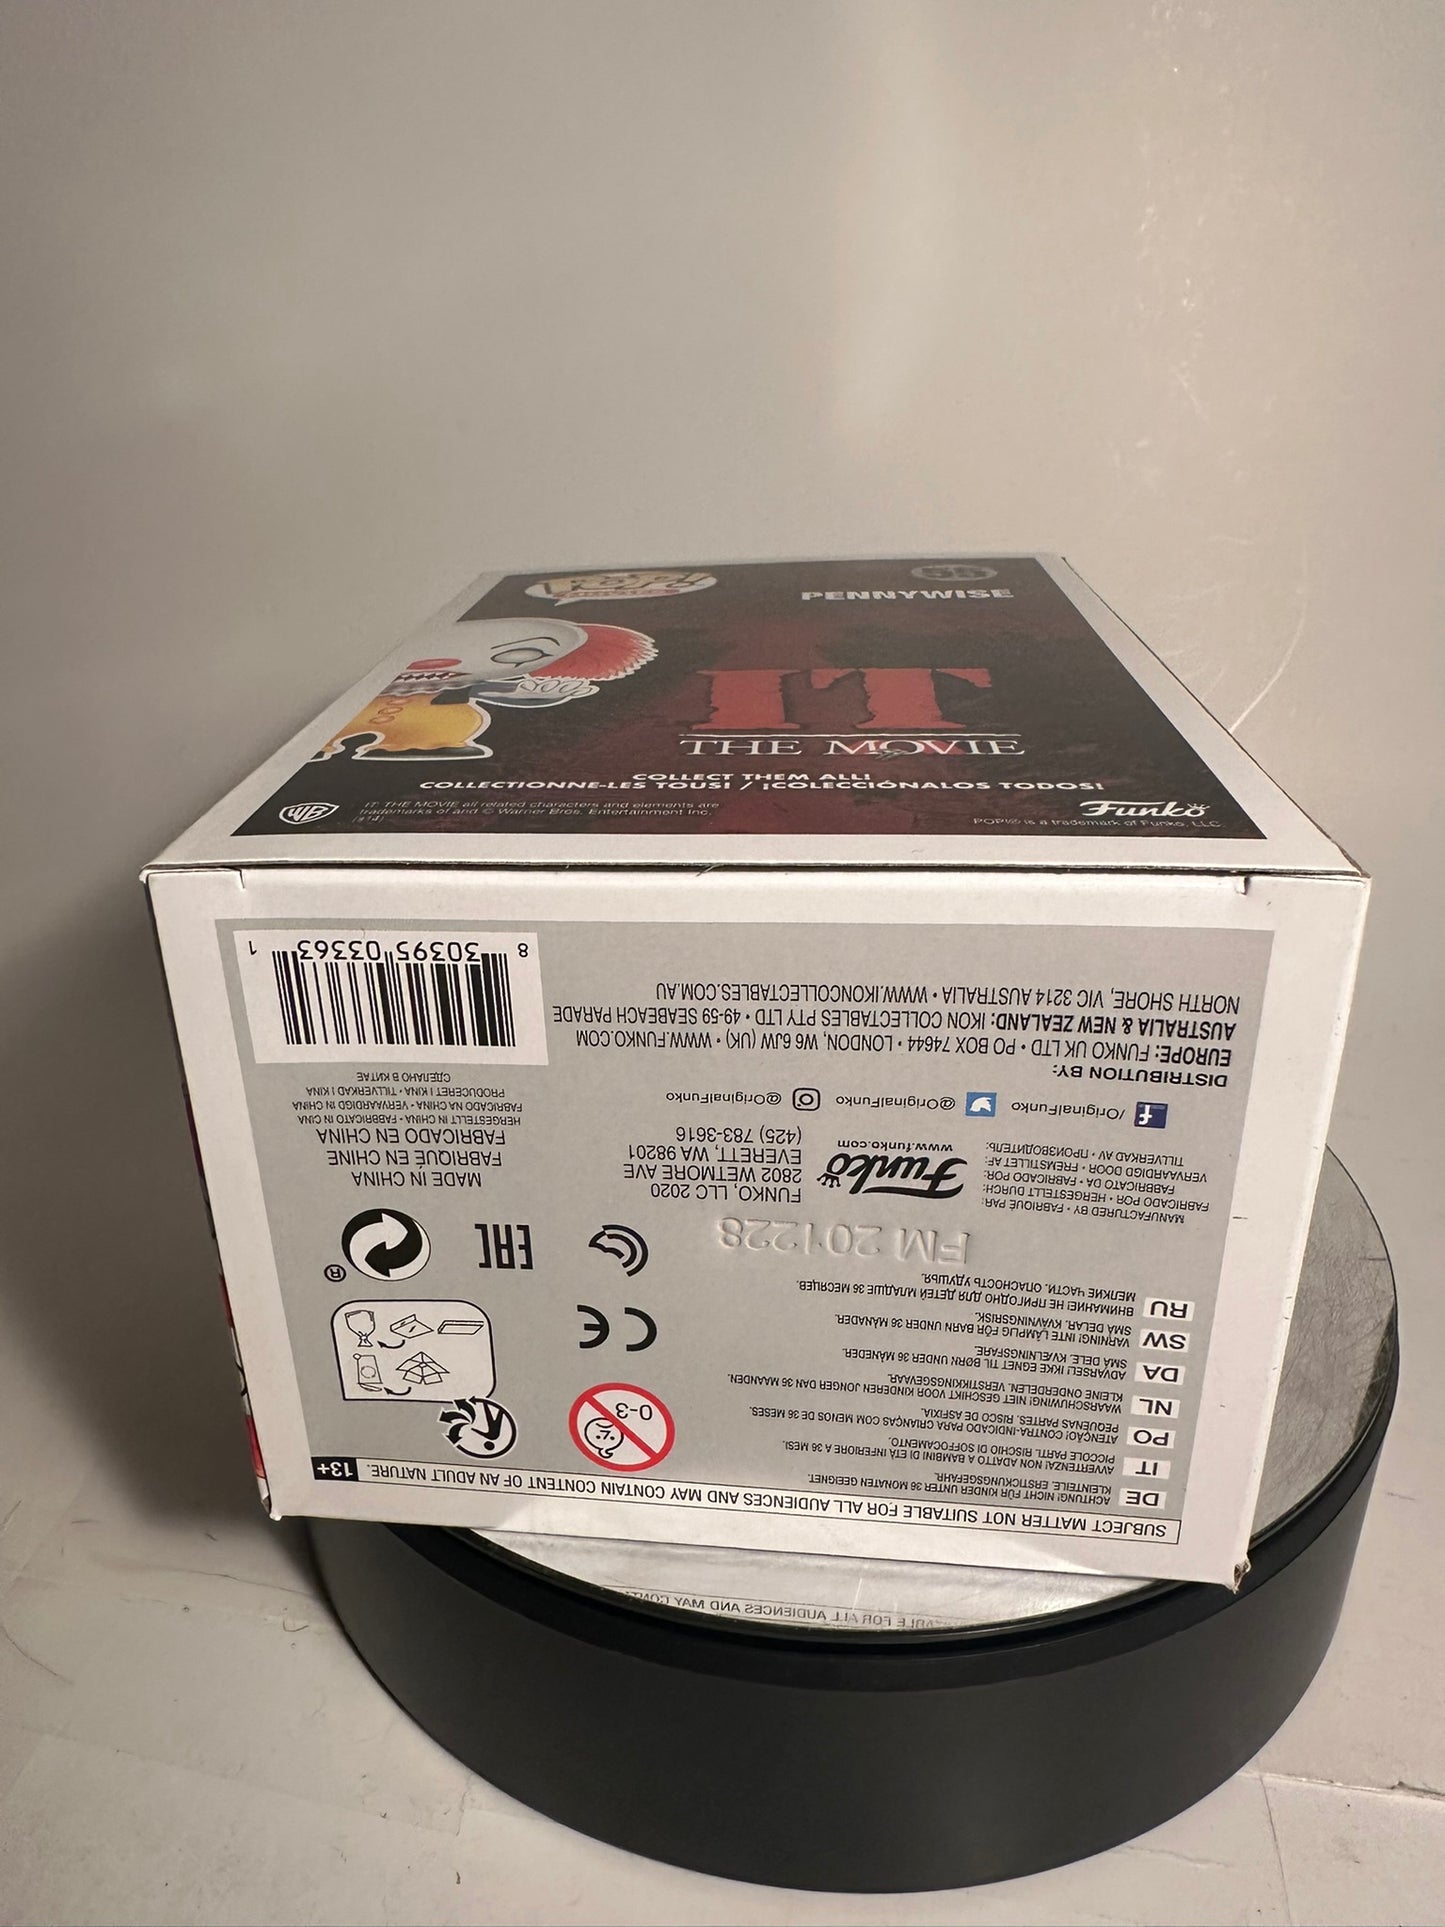 55
PENNYWISE
IT
THE MOVIE
COLLECT THEM ALL!
COLLECTIONNE-LES TOUS! / ¡COLECCIÓNALOS TODOS!
WB
IT THE MOVIE all related characters and elements are
trademarks of and © Warner Bros. Entertainment Inc.
Funko
POP!® is a trademark of Funko, LLC.
SUBJECT MATTER NOT SUITABLE FOR ALL AUDIENCES AND MAY CONTAIN CONTENT OF AN ADULT NATURE. 13+
DE ACHTUNG! NICHT FÜR KINDER UNTER 36 MONATEN GEEIGNET.
KLEINTEILE. ERSTICKUNGSGEFAHR.
IT AVVERTENZA! NON ADATTO A BAMBINI DI ETÀ INFERIORE A 36 MESI.
PICCOLE PARTI. RISCHIO DI SOFFOCAMENTO.
PO ATENÇÃO! CONTRA-INDICADO PARA CRIANÇAS COM MENOS DE 36 MESES.
PEQUENAS PARTES. RISCO DE ASFIXIA.
NL WAARSCHUWING! NIET GESCHIKT VOOR KINDEREN JONGER DAN 36 MAANDEN.
KLEINE ONDERDELEN. VERSTIKKINGSGEVAAR.
DA ADVARSEL! IKKE EGNET TIL BØRN UNDER 36 MÅNEDER.
SMÅ DELE. KVÆLNINGSFARE.
SW VARNING! INTE LÄMPLIG FÖR BARN UNDER 36 MÅNADER.
SMÅ DELAR. KVÄVNINGSRISK.
RU ВНИМАНИЕ! НЕ ПРИГОДНО ДЛЯ ДЕТЕЙ МЛАДШЕ 36 МЕСЯЦЕВ.
МЕЛКИЕ ЧАСТИ. ОПАСНОСТЬ УДУШЬЯ.
0-3
CE
EAC
®
FM 201228
MANUFACTURED BY • FABRIQUÉ PAR:
FABRICADO POR • HERGESTELLT DURCH:
FABBRICATO DA • FABRICADO POR:
VERVAARDIGD DOOR • FREMSTILLET AF:
TILLVERKAD AV • ПРОИЗВОДИТЕЛЬ:
Funko
www.funko.com
FUNKO, LLC 2020
2802 WETMORE AVE
EVERETT, WA 98201
(425) 783-3616
MADE IN CHINA
FABRIQUÉ EN CHINE
FABRICADO EN CHINA
HERGESTELLT IN CHINA • FABBRICATO IN CINA
FABRICADO NA CHINA • VERVAARDIGD IN CHINA
PRODUCERET I KINA • TILLVERKAD I KINA
СДЕЛАНО В КИТАЕ
/OriginalFunko @OriginalFunko @OriginalFunko
DISTRIBUTION BY:
EUROPE: FUNKO UK LTD • PO BOX 74644 • LONDON, W6 6JW (UK) • WWW.FUNKO.COM
AUSTRALIA & NEW ZEALAND: IKON COLLECTABLES PTY LTD • 49-59 SEABEACH PARADE
NORTH SHORE, VIC 3214 AUSTRALIA • WWW.IKONCOLLECTABLES.COM.AU
8 30395 03363 1